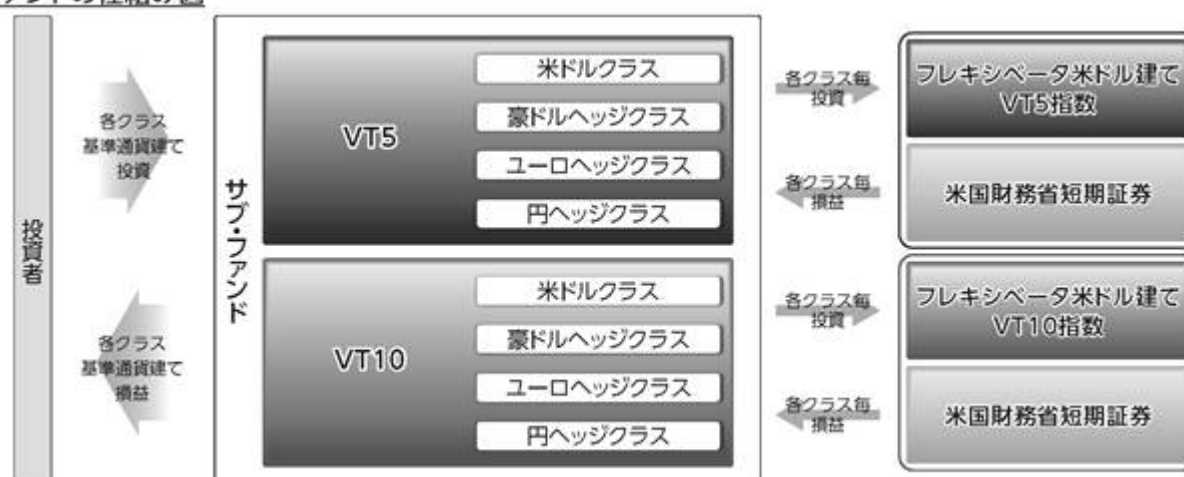 投資者
各クラス
基準通貨建て
投資
各クラス
基準通貨建て
損益
サブ・ファンド
VT5
米ドルクラス
豪ドルヘッジクラス
ユーロヘッジクラス
円ヘッジクラス
VT10
米ドルクラス
豪ドルヘッジクラス
ユーロヘッジクラス
円ヘッジクラス
各クラス毎
投資
各クラス毎
損益
各クラス毎
投資
各クラス毎
損益
フレキシベータ米ドル建て
VT5指数
米国財務省短期証券
フレキシベータ米ドル建て
VT10指数
米国財務省短期証券